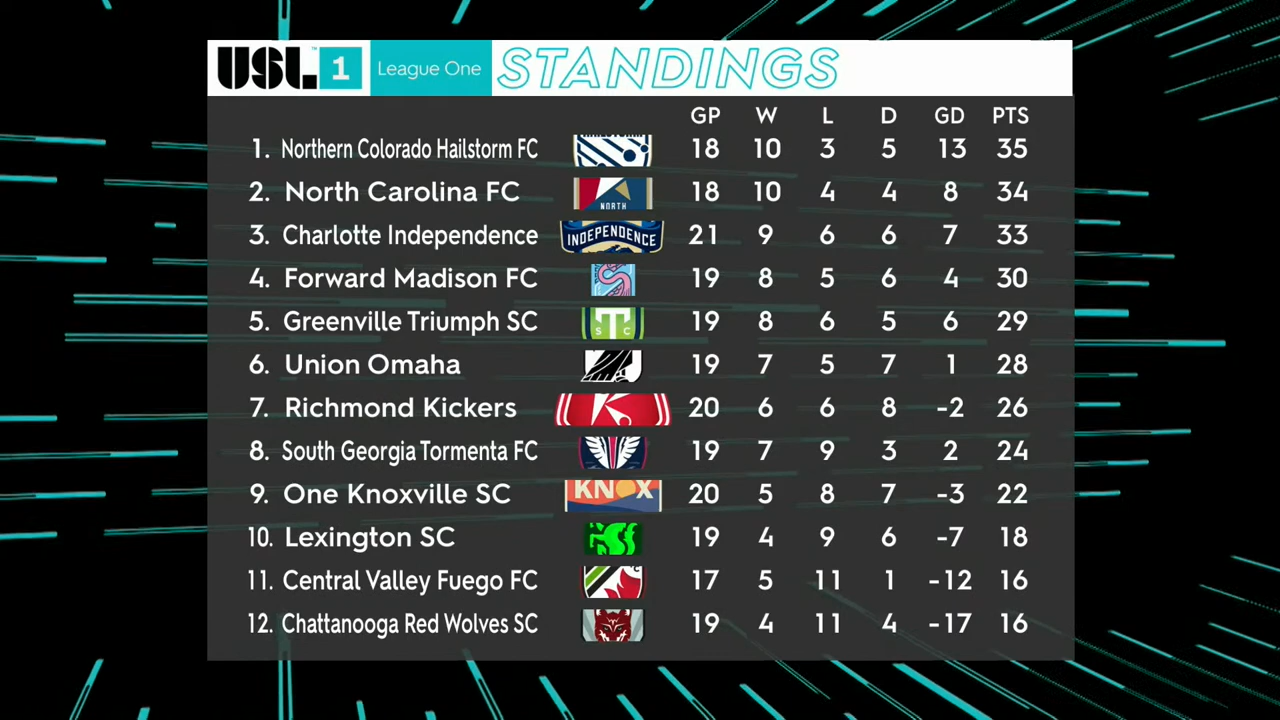 USL™ 1 League One STANDINGS
GP W L D GD PTS
1. Northern Colorado Hailstorm FC 18 10 3 5 13 35
2. North Carolina FC NORTH 18 10 4 4 8 34
3. Charlotte Independence INDEPENDENCE 21 9 6 6 7 33
4. Forward Madison FC 19 8 5 6 4 30
5. Greenville Triumph SC T S C 19 8 6 5 6 29
6. Union Omaha 19 7 5 7 1 28
7. Richmond Kickers K 20 6 6 8 -2 26
8. South Georgia Tormenta FC 19 7 9 3 2 24
9. One Knoxville SC KNOX 20 5 8 7 -3 22
10. Lexington SC 19 4 9 6 -7 18
11. Central Valley Fuego FC 17 5 11 1 -12 16
12. Chattanooga Red Wolves SC 19 4 11 4 -17 16